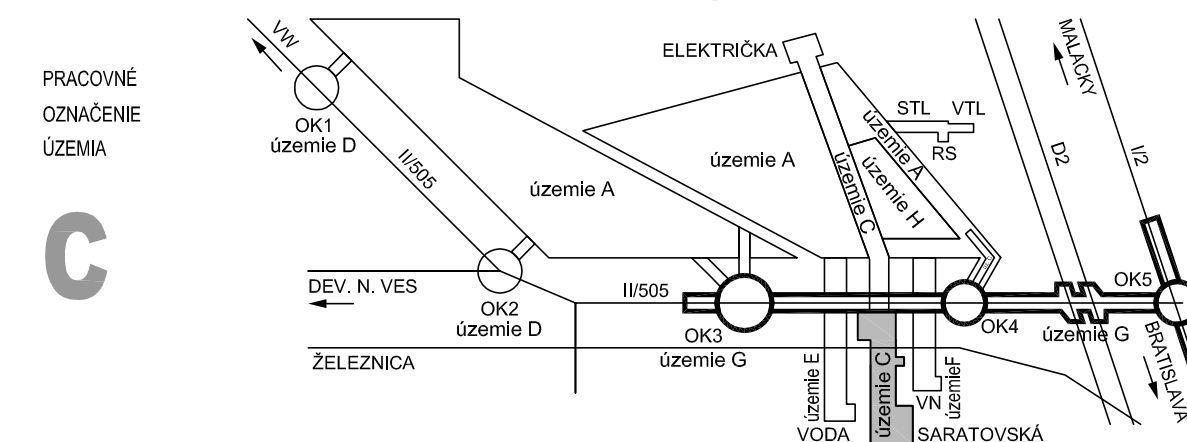 PRACOVNÉ
OZNAČENIE
ÚZEMIA
C
VW
OK1
územie D
II/505
územie A
DEV. N. VES
OK2
územie D
ŽELEZNICA
ELEKTRIČKA
územie A
územie C
územie A
územie H
STL VTL
RS
MALACKY
D2
I/2
II/505
OK3
územie G
OK4
územie G
OK5
BRATISLAVA
územie E
VODA
územie C
VN
územieF
SARATOVSKÁ